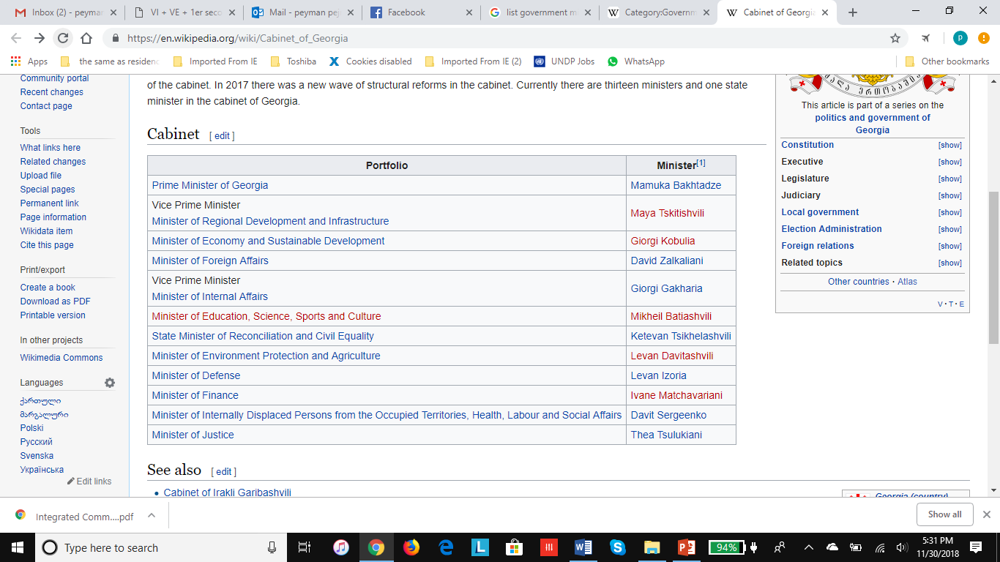 Inbox (2) - peyman
VI + VE + 1er seco
Mail - peyman pej
Facebook
list government m
Category:Governm
Cabinet of Georgia
https://en.wikipedia.org/wiki/Cabinet_of_Georgia
p
Apps
the same as residenc
Imported From IE
Toshiba
Cookies disabled
Imported From IE (2)
UNDP Jobs
WhatsApp
Other bookmarks
Community portal
Recent changes
Contact page
Tools
What links here
Related changes
Upload file
Special pages
Permanent link
Page information
Wikidata item
Cite this page
Print/export
Create a book
Download as PDF
Printable version
In other projects
Wikimedia Commons
Languages
ქართული
მარგალური
Polski
Русский
Svenska
Українська
Edit links
of the cabinet. In 2017 there was a new wave of structural reforms in the cabinet. Currently there are thirteen ministers and one state
minister in the cabinet of Georgia.
Cabinet [ edit ]
Portfolio Minister[1]
Prime Minister of Georgia Mamuka Bakhtadze
Vice Prime Minister
Minister of Regional Development and Infrastructure Maya Tskitishvili
Minister of Economy and Sustainable Development Giorgi Kobulia
Minister of Foreign Affairs David Zalkaliani
Vice Prime Minister
Minister of Internal Affairs Giorgi Gakharia
Minister of Education, Science, Sports and Culture Mikheil Batiashvili
State Minister of Reconciliation and Civil Equality Ketevan Tsikhelashvili
Minister of Environment Protection and Agriculture Levan Davitashvili
Minister of Defense Levan Izoria
Minister of Finance Ivane Matchavariani
Minister of Internally Displaced Persons from the Occupied Territories, Health, Labour and Social Affairs Davit Sergeenko
Minister of Justice Thea Tsulukiani
See also [ edit ]
Cabinet of Irakli Garibashvili
This article is part of a series on the
politics and government of
Georgia
Constitution [show]
Executive [show]
Legislature [show]
Judiciary [show]
Local government [show]
Election Administration [show]
Foreign relations [show]
Related topics [show]
Other countries · Atlas
V · T · E
Georgia (country)
Integrated Comm....pdf
Show all
Type here to search
94%
5:31 PM
11/30/2018